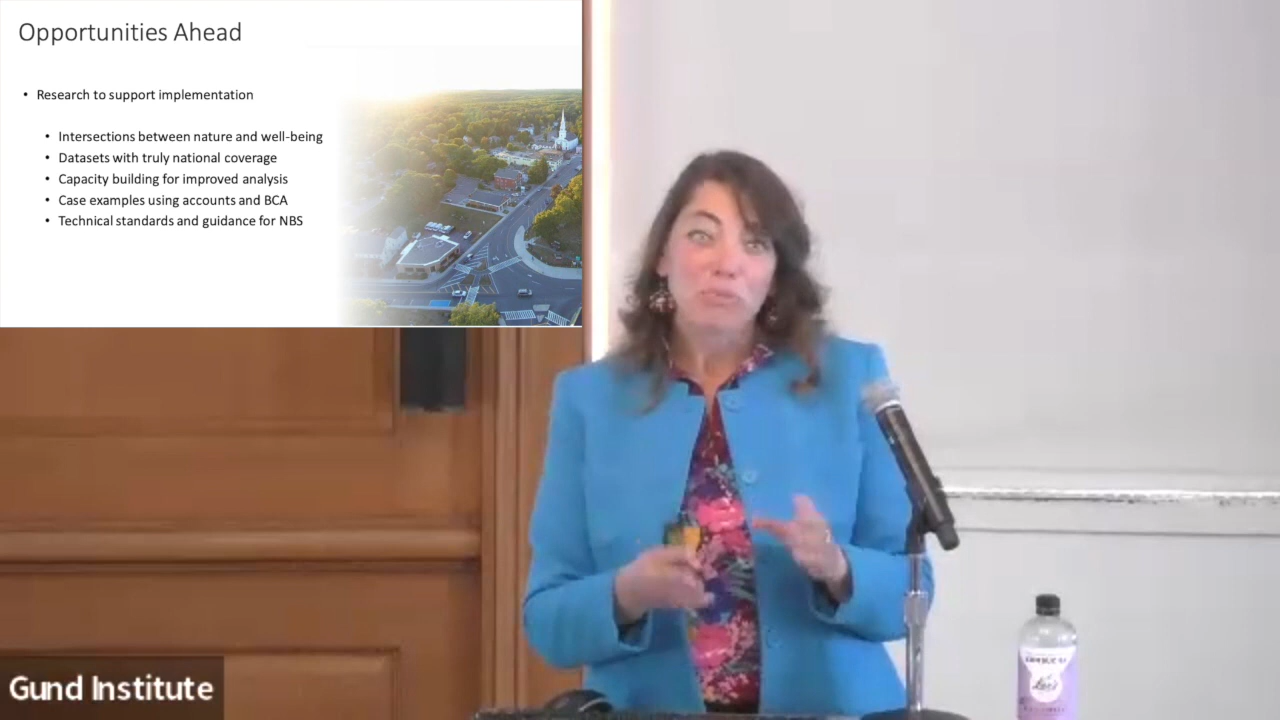 Opportunities Ahead
• Research to support implementation
• Intersections between nature and well-being
• Datasets with truly national coverage
• Capacity building for improved analysis
• Case examples using accounts and BCA
• Technical standards and guidance for NBS
Gund Institute